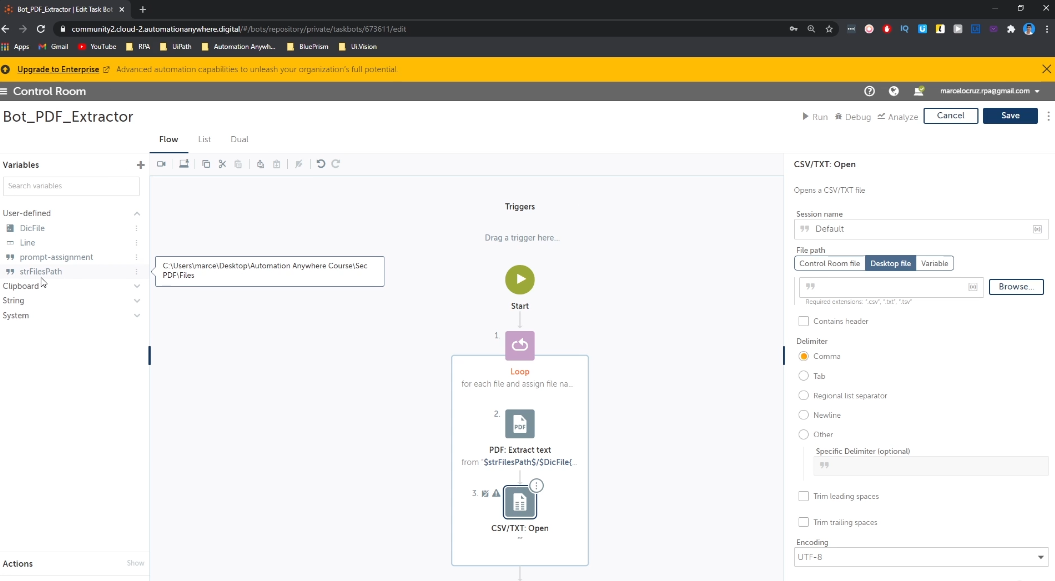 Bot_PDF_Extractor | Edit Task Bot
community2.cloud-2.automationanywhere.digital/#/bots/repository/private/taskbots/673611/edit
Apps Gmail YouTube RPA UiPath Automation Anywh... BluePrism Ui.Vision
Upgrade to Enterprise Advanced automation capabilities to unleash your organization's full potential
Control Room marcelocruz.rpa@gmail.com
Bot_PDF_Extractor Run Debug Analyze Cancel Save
Flow List Dual
Variables
Search variables
User-defined
DicFile
Line
prompt-assignment
strFilesPath
Clipboard
String
System
C:\Users\marce\Desktop\Automation Anywhere Course\Sec
PDF\Files
Actions Show
Triggers
Drag a trigger here...
Start
1.
Loop
for each file and assign file na...
2.
PDF
PDF: Extract text
from "$strFilesPath$/$DicFile{...
3.
CSV/TXT: Open
--
CSV/TXT: Open
Opens a CSV/TXT file
Session name
Default
File path
Control Room file Desktop file Variable
Browse...
Required extensions: ".csv", ".txt", ".tsv"
Contains header
Delimiter
Comma
Tab
Regional list separator
Newline
Other
Specific Delimiter (optional)
Trim leading spaces
Trim trailing spaces
Encoding
UTF-8